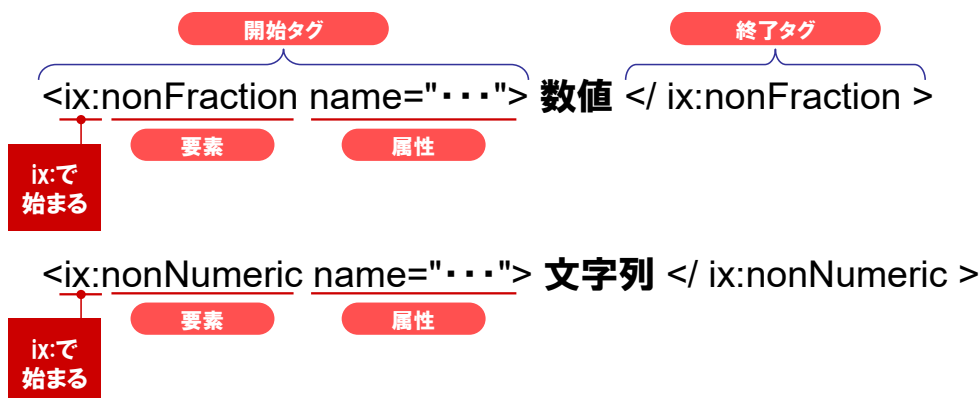 開始タグ
終了タグ
<ix:nonFraction name="･･･"> 数値 </ ix:nonFraction >
要素
属性
ix:で
始まる
<ix:nonNumeric name="･･･"> 文字列 </ ix:nonNumeric >
要素
属性
ix:で
始まる